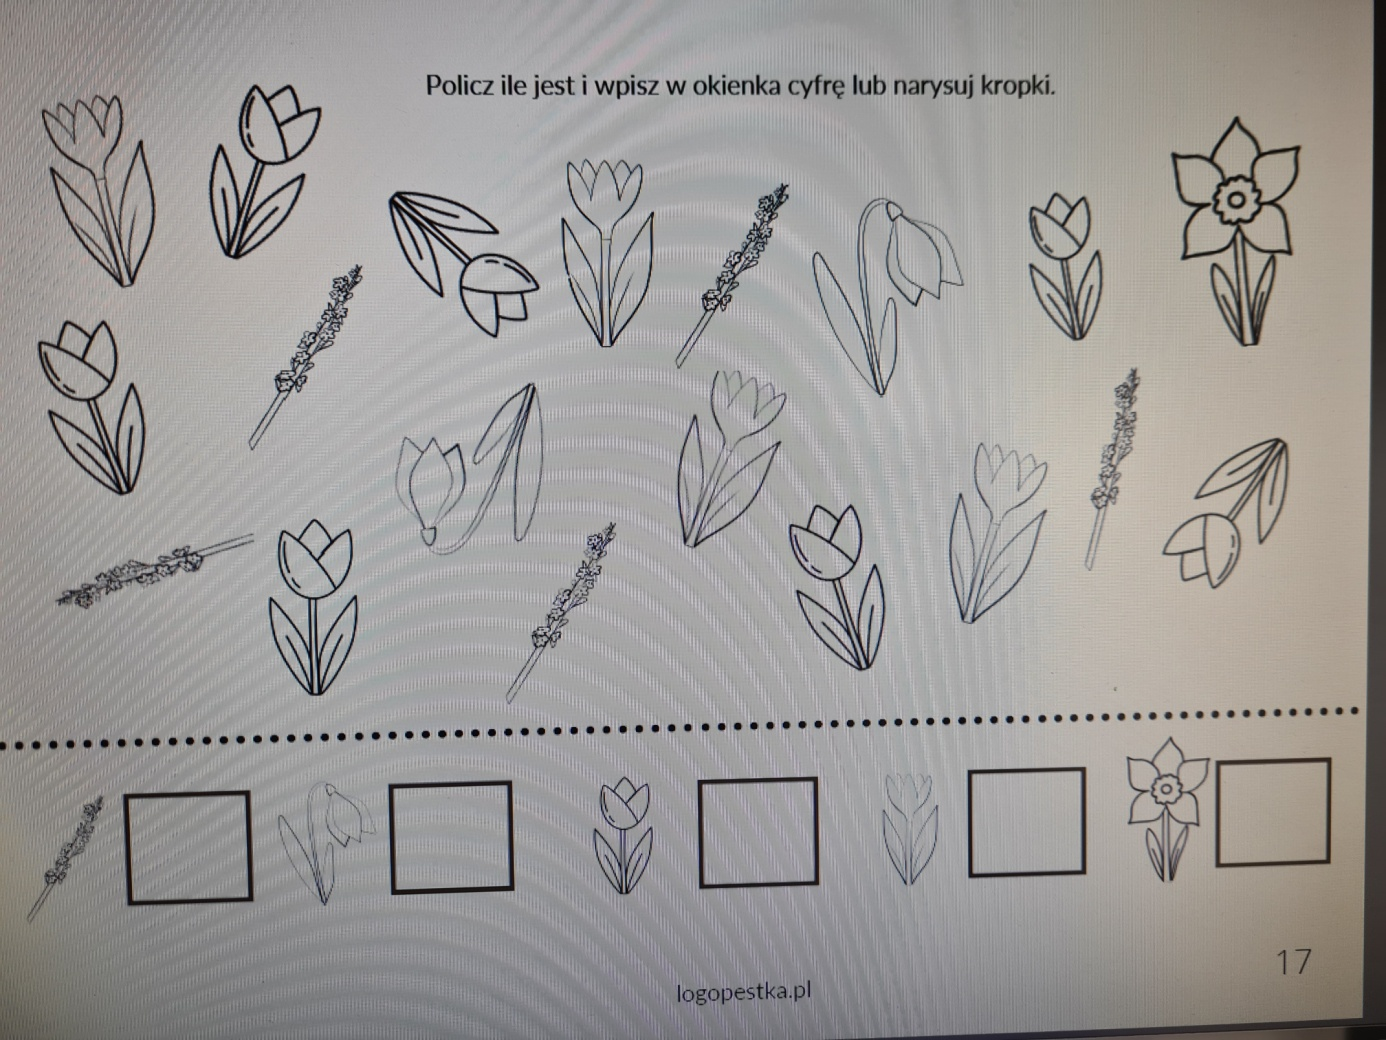 Policz ile jest i wpisz w okienka cyfrę lub narysuj kropki.
17
logopestka.pl